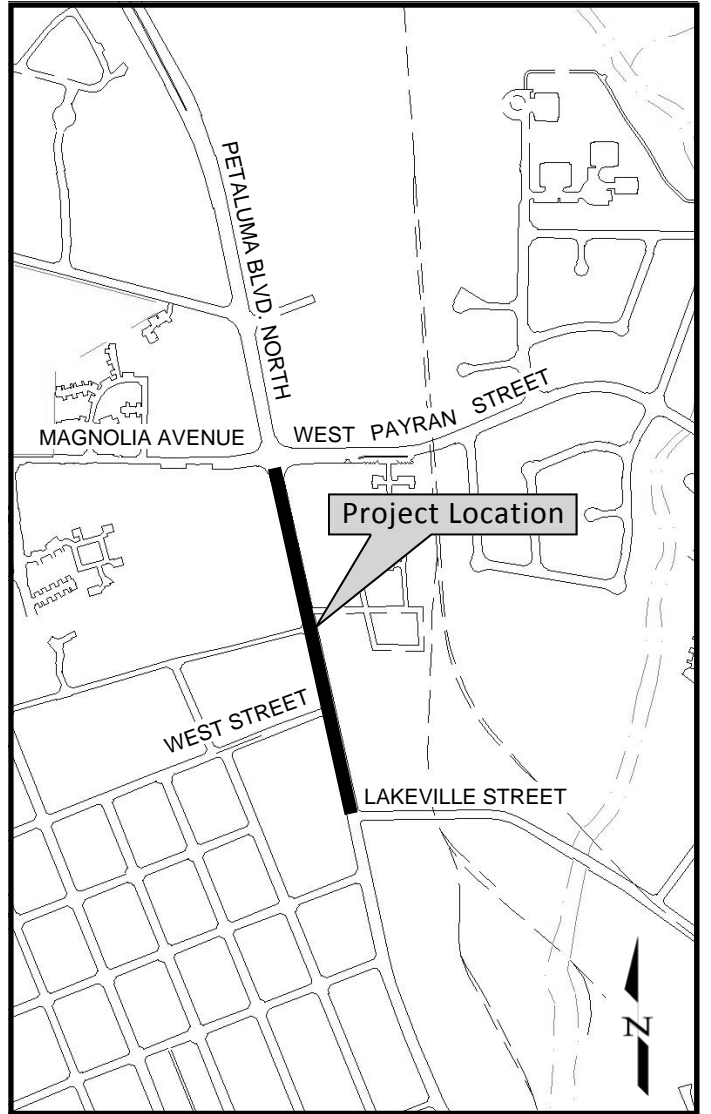 PETALUMA BLVD. NORTH
MAGNOLIA AVENUE
WEST PAYRAN STREET
Project Location
WEST STREET
LAKEVILLE STREET
N